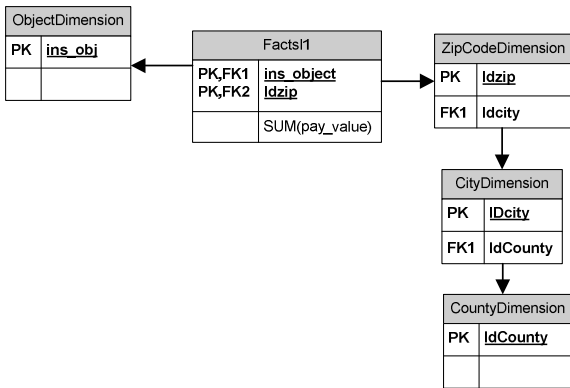 ObjectDimension
PK ins_obj
FactsI1
PK,FK1 ins_object
PK,FK2 Idzip
SUM(pay_value)
ZipCodeDimension
PK Idzip
FK1 Idcity
CityDimension
PK IDcity
FK1 IdCounty
CountyDimension
PK IdCounty